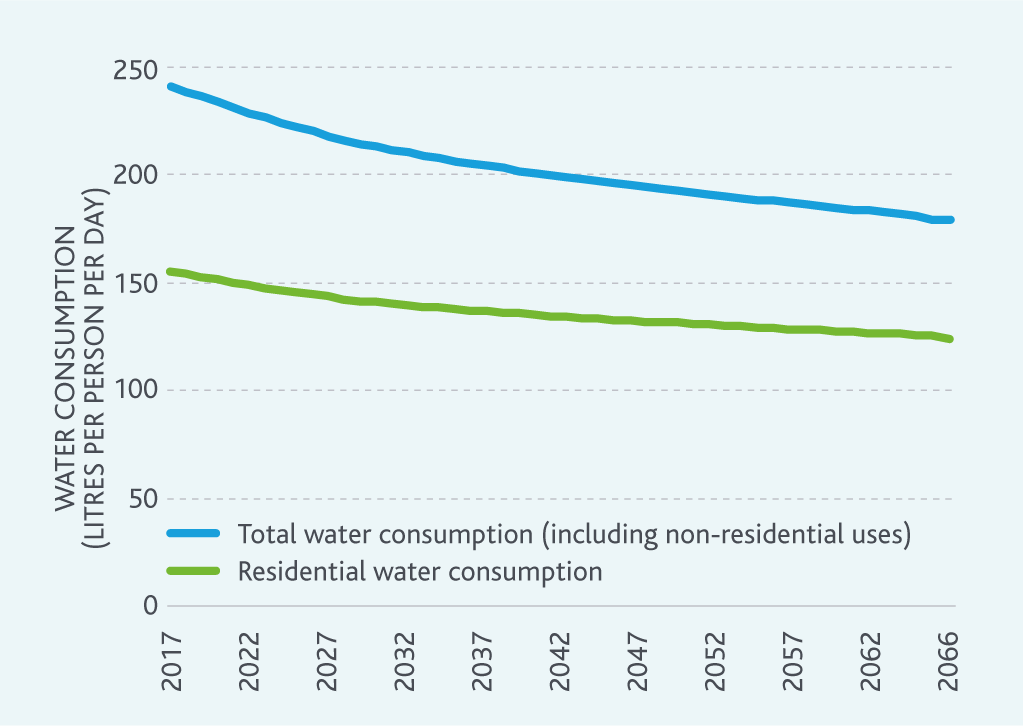 WATER CONSUMPTION
(LITRES PER PERSON PER DAY)
250
200
150
100
50
0
Total water consumption (including non-residential uses)
Residential water consumption
2017 2022 2027 2032 2037 2042 2047 2052 2057 2062 2066